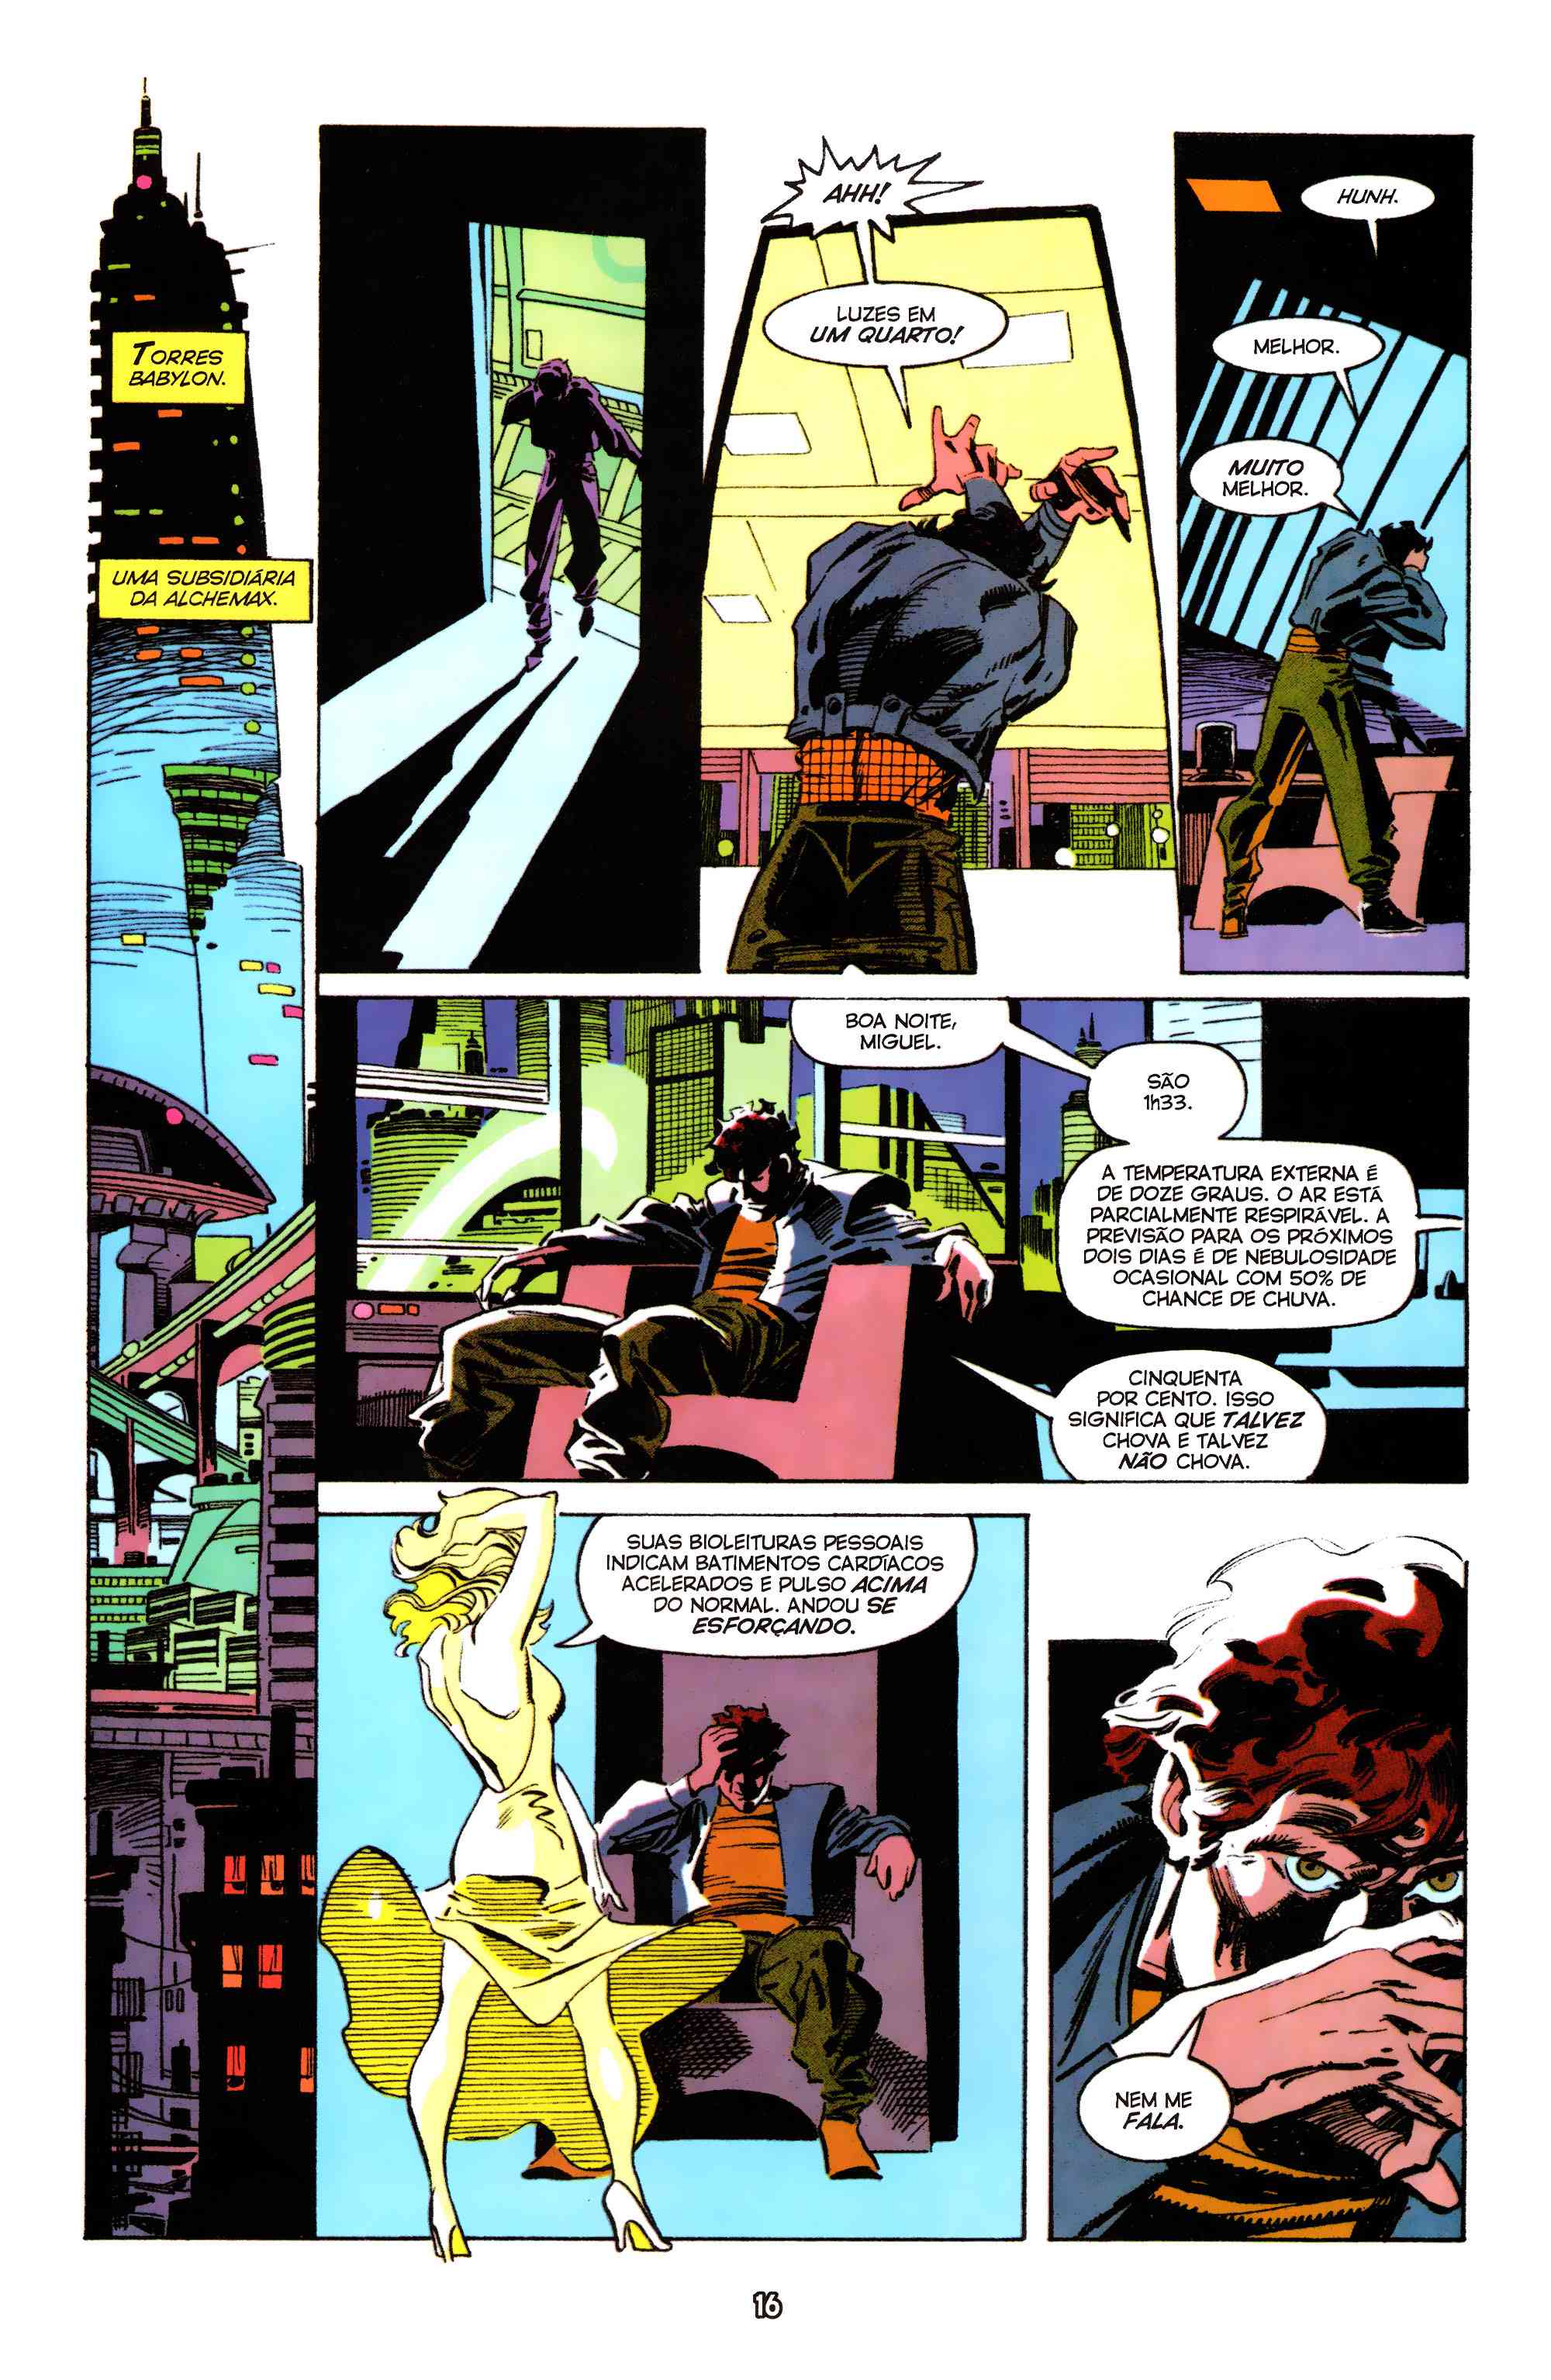 TORRES
BABYLON.
UMA SUBSIDIÁRIA
DA ALCHEMAX.
AHH!
LUZES EM
UM QUARTO!
HUNH.
MELHOR.
MUITO
MELHOR.
BOA NOITE,
MIGUEL.
SÃO
1h33.
A TEMPERATURA EXTERNA É
DE DOZE GRAUS. O AR ESTÁ
PARCIALMENTE RESPIRÁVEL. A
PREVISÃO PARA OS PRÓXIMOS
DOIS DIAS É DE NEBULOSIDADE
OCASIONAL COM 50% DE
CHANCE DE CHUVA.
CINQUENTA
POR CENTO. ISSO
SIGNIFICA QUE TALVEZ
CHOVA E TALVEZ
NÃO CHOVA.
SUAS BIOLEITURAS PESSOAIS
INDICAM BATIMENTOS CARDÍACOS
ACELERADOS E PULSO ACIMA
DO NORMAL. ANDOU SE
ESFORÇANDO.
NEM ME
FALA.
16